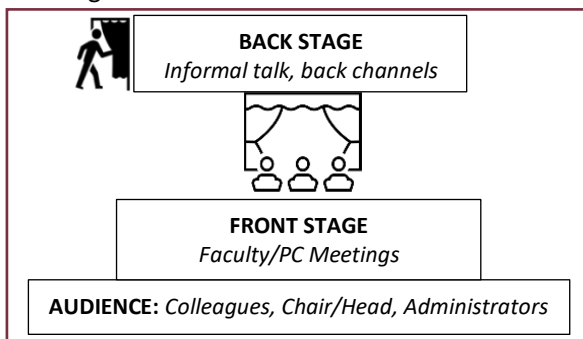 BACK STAGE
Informal talk, back channels
FRONT STAGE
Faculty/PC Meetings
AUDIENCE: Colleagues, Chair/Head, Administrators